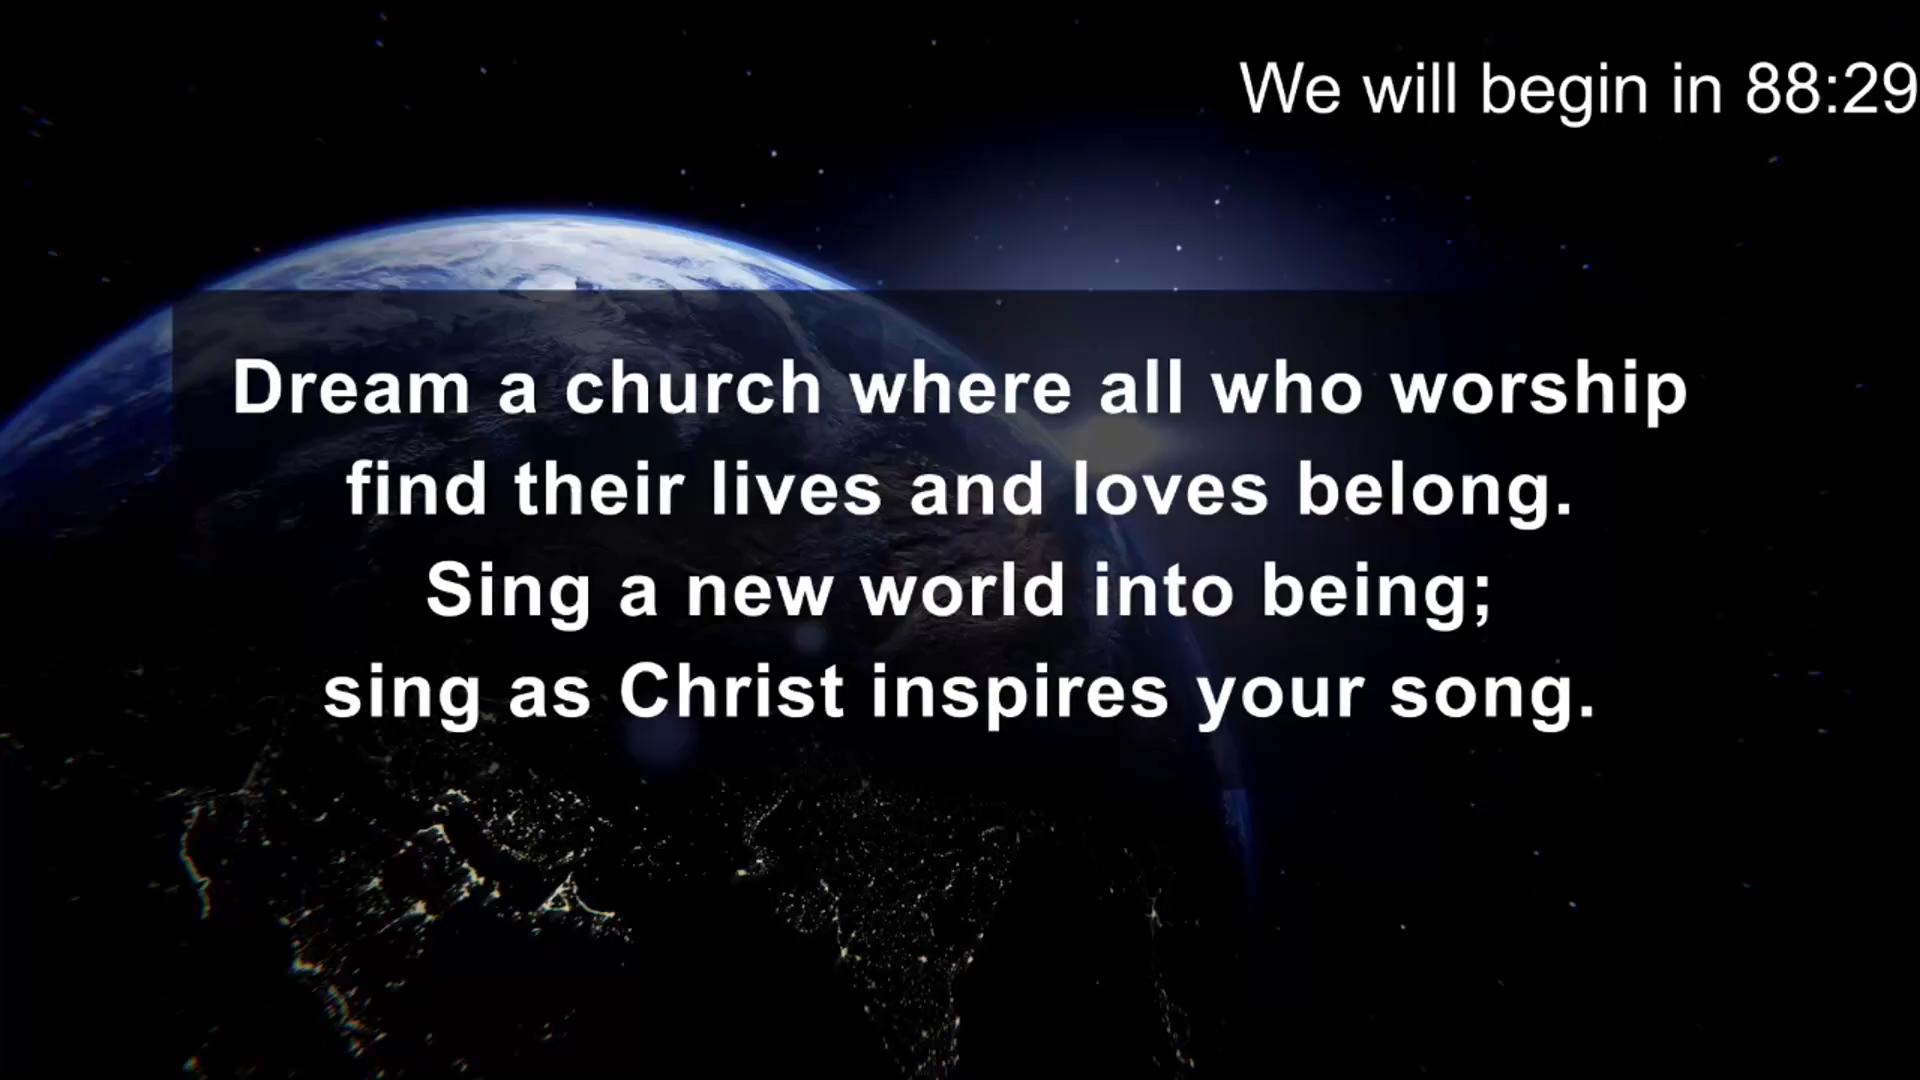 We will begin in 88:29
Dream a church where all who worship
find their lives and loves belong.
Sing a new world into being;
sing as Christ inspires your song.